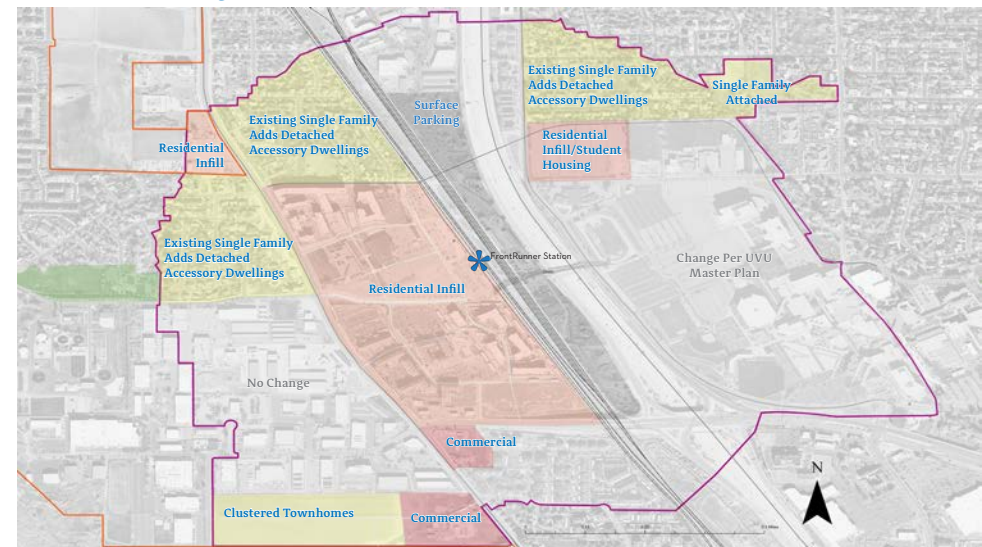 Existing Single Family
Adds Detached
Accessory Dwellings
Single Family
Attached
Surface
Parking
Existing Single Family
Adds Detached
Accessory Dwellings
Residential
Infill/Student
Housing
Residential
Infill
Existing Single Family
Adds Detached
Accessory Dwellings
FrontRunner Station
Change Per UVU
Master Plan
Residential Infill
No Change
Commercial
N
Clustered Townhomes
Commercial